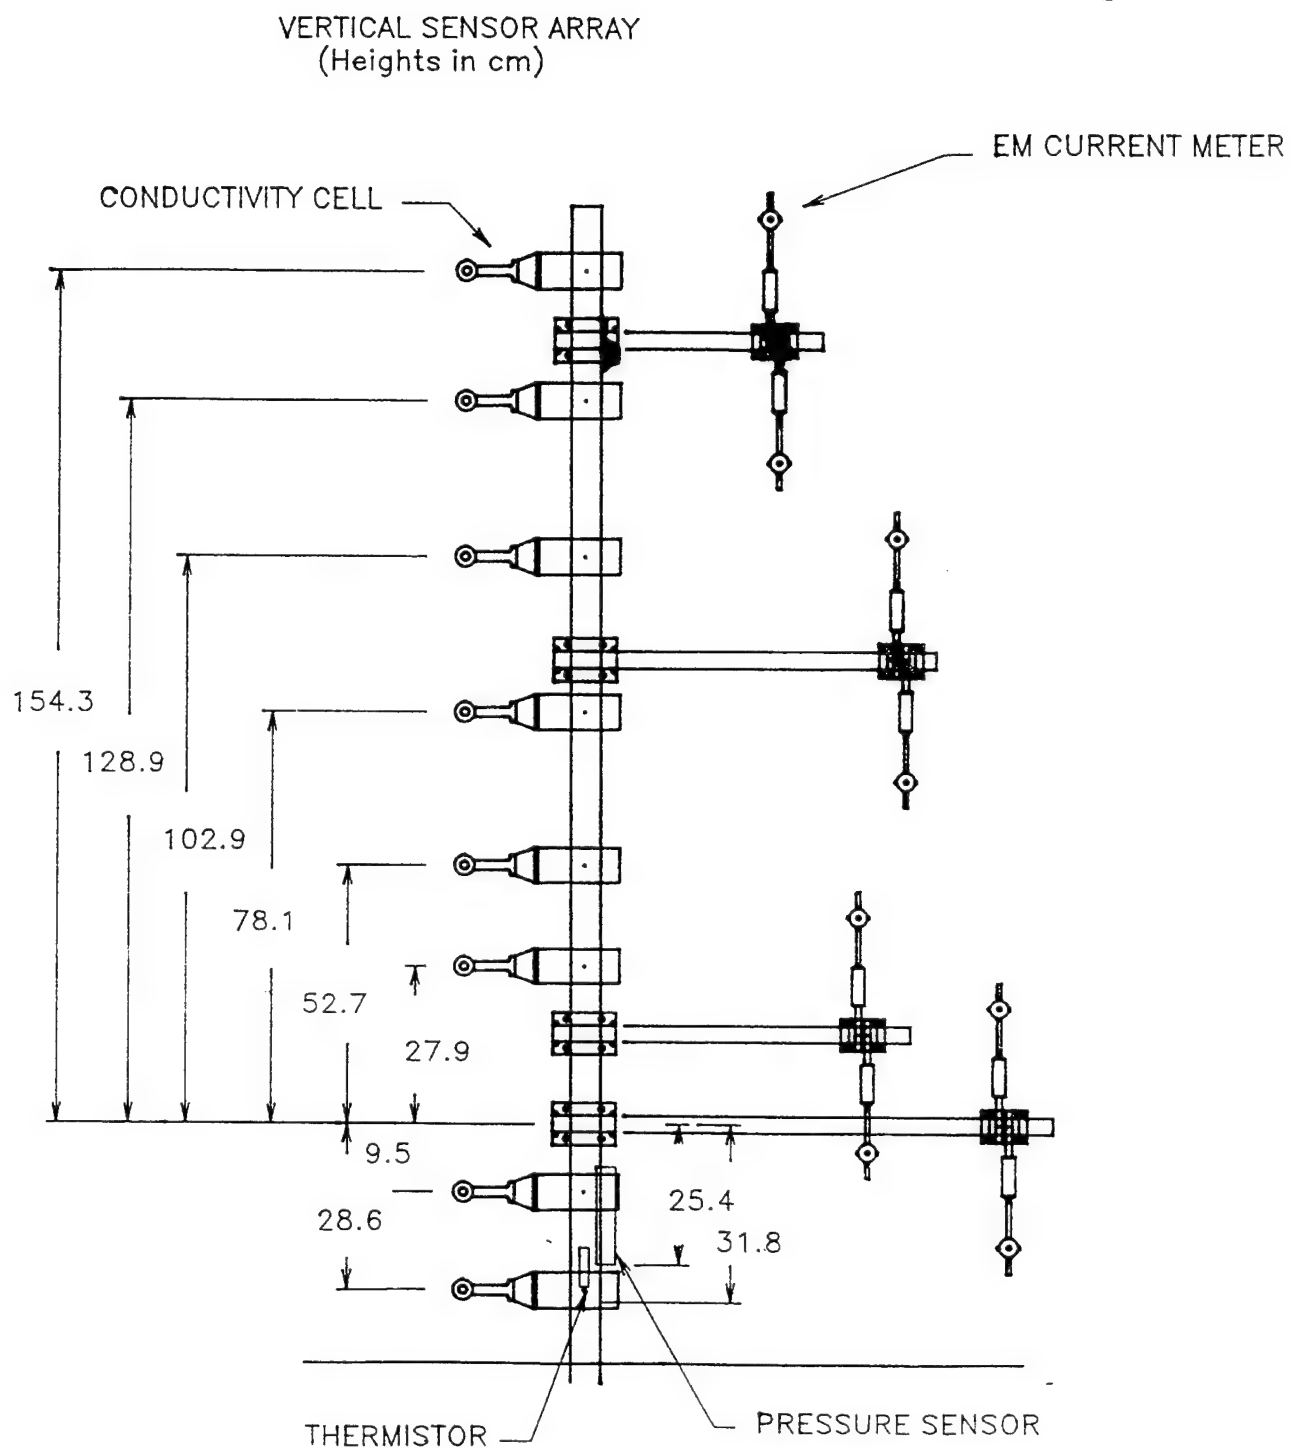 VERTICAL SENSOR ARRAY
(Heights in cm)
EM CURRENT METER
CONDUCTIVITY CELL
154.3
128.9
102.9
78.1
52.7
27.9
9.5
28.6
25.4
31.8
THERMISTOR
PRESSURE SENSOR